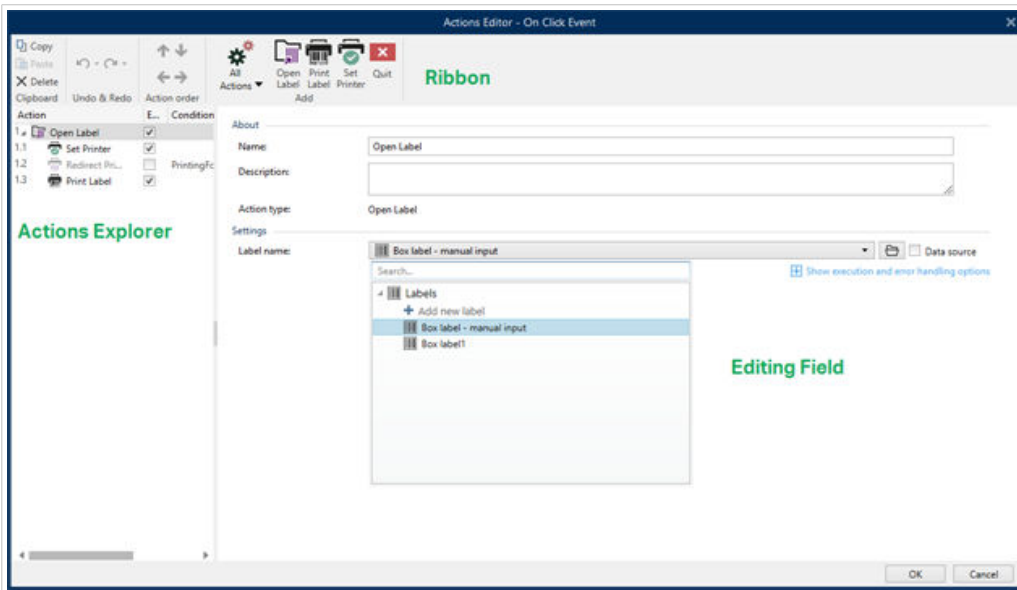 Actions Editor - On Click Event
Copy
Paste
Delete
Clipboard
Undo & Redo
Action order
All Actions
Open Label
Print Label
Set Printer
Quit
Add
Ribbon
Action E... Condition
1 Open Label
1.1 Set Printer
1.2 Redirect Pri... PrintingFc
1.3 Print Label
Actions Explorer
About
Name: Open Label
Description:
Action type: Open Label
Settings
Label name: Box label - manual input Data source
Search...
Show execution and error handling options
Labels
Add new label
Box label - manual input
Box label1
Editing Field
OK Cancel